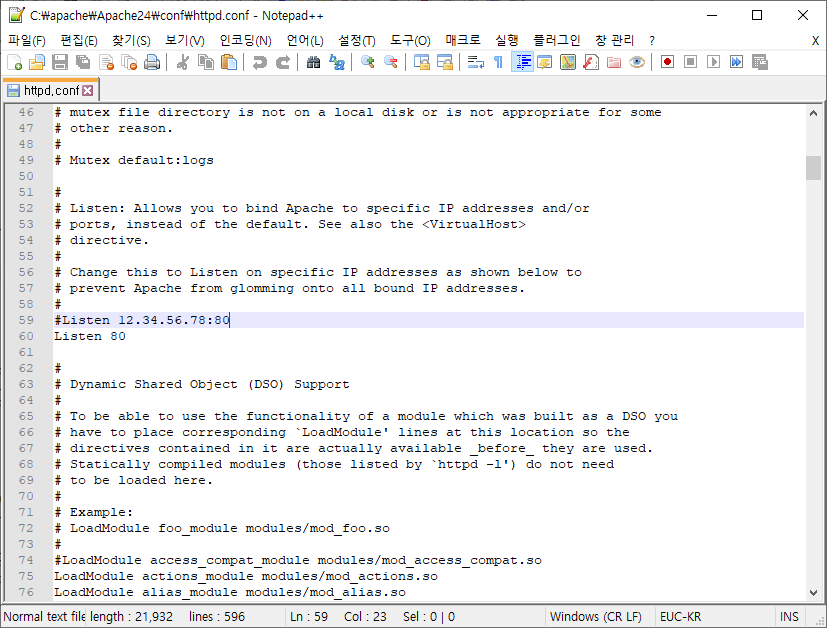 C:₩apache₩Apache24₩conf₩httpd.conf - Notepad++
파일(F) 편집(E) 찾기(S) 보기(V) 인코딩(N) 언어(L) 설정(T) 도구(O) 매크로 실행 플러그인 창 관리 ? X
httpd.conf
46 # mutex file directory is not on a local disk or is not appropriate for some
47 # other reason.
48 #
49 # Mutex default:logs
50
51 #
52 # Listen: Allows you to bind Apache to specific IP addresses and/or
53 # ports, instead of the default. See also the <VirtualHost>
54 # directive.
55 #
56 # Change this to Listen on specific IP addresses as shown below to
57 # prevent Apache from glomming onto all bound IP addresses.
58 #
59 #Listen 12.34.56.78:80
60 Listen 80
61
62 #
63 # Dynamic Shared Object (DSO) Support
64 #
65 # To be able to use the functionality of a module which was built as a DSO you
66 # have to place corresponding `LoadModule' lines at this location so the
67 # directives contained in it are actually available _before_ they are used.
68 # Statically compiled modules (those listed by `httpd -l') do not need
69 # to be loaded here.
70 #
71 # Example:
72 # LoadModule foo_module modules/mod_foo.so
73 #
74 #LoadModule access_compat_module modules/mod_access_compat.so
75 LoadModule actions_module modules/mod_actions.so
76 LoadModule alias_module modules/mod_alias.so
Normal text file length : 21,932 lines : 596 Ln : 59 Col : 23 Sel : 0 | 0 Windows (CR LF) EUC-KR INS